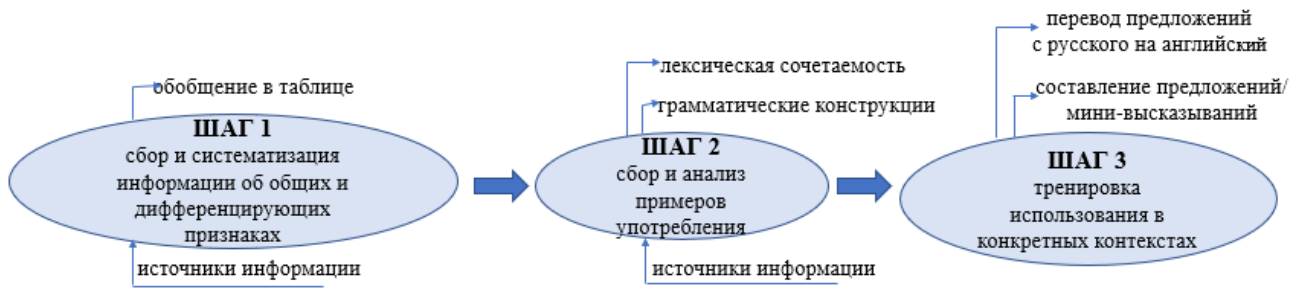 обобщение в таблице
ШАГ 1
сбор и систематизация
информации об общих и
дифференцирующих
признаках
источники информации
лексическая сочетаемость
грамматические конструкции
ШАГ 2
сбор и анализ
примеров
употребления
источники информации
перевод предложений
с русского на английский
составление предложений/
мини-высказываний
ШАГ 3
тренировка
использования в
конкретных контекстах